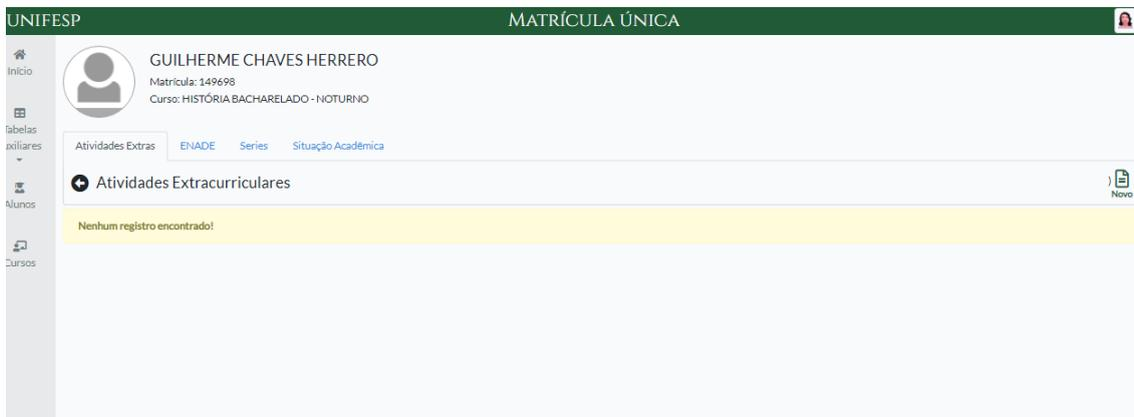 UNIFESP
MATRÍCULA ÚNICA
Início
Tabelas
Auxiliares
Alunos
Cursos
GUILHERME CHAVES HERRERO
Matrícula: 149698
Curso: HISTÓRIA BACHARELADO - NOTURNO
Atividades Extras ENADE Series Situação Acadêmica
Atividades Extracurriculares
) Novo
Nenhum registro encontrado!